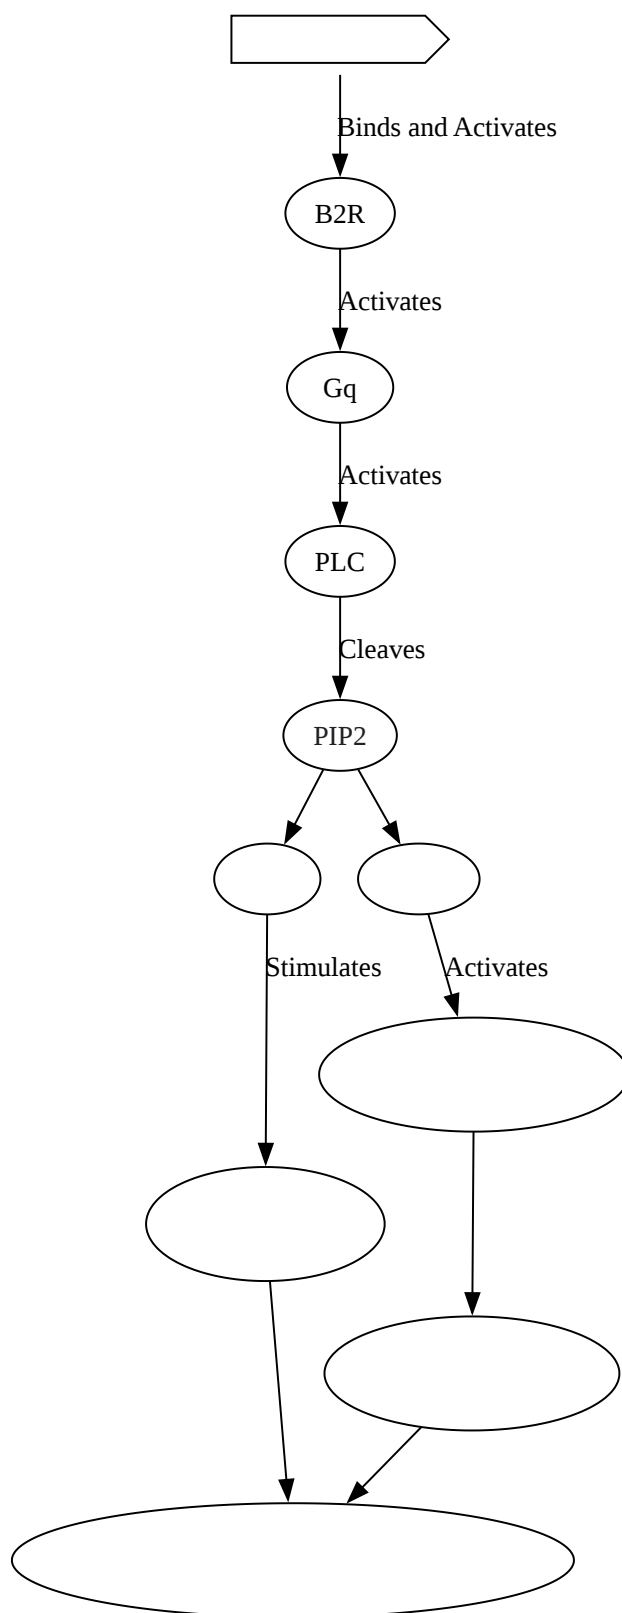 Binds and Activates
B2R
Activates
Gq
Activates
PLC
Cleaves
PIP2
Stimulates
Activates